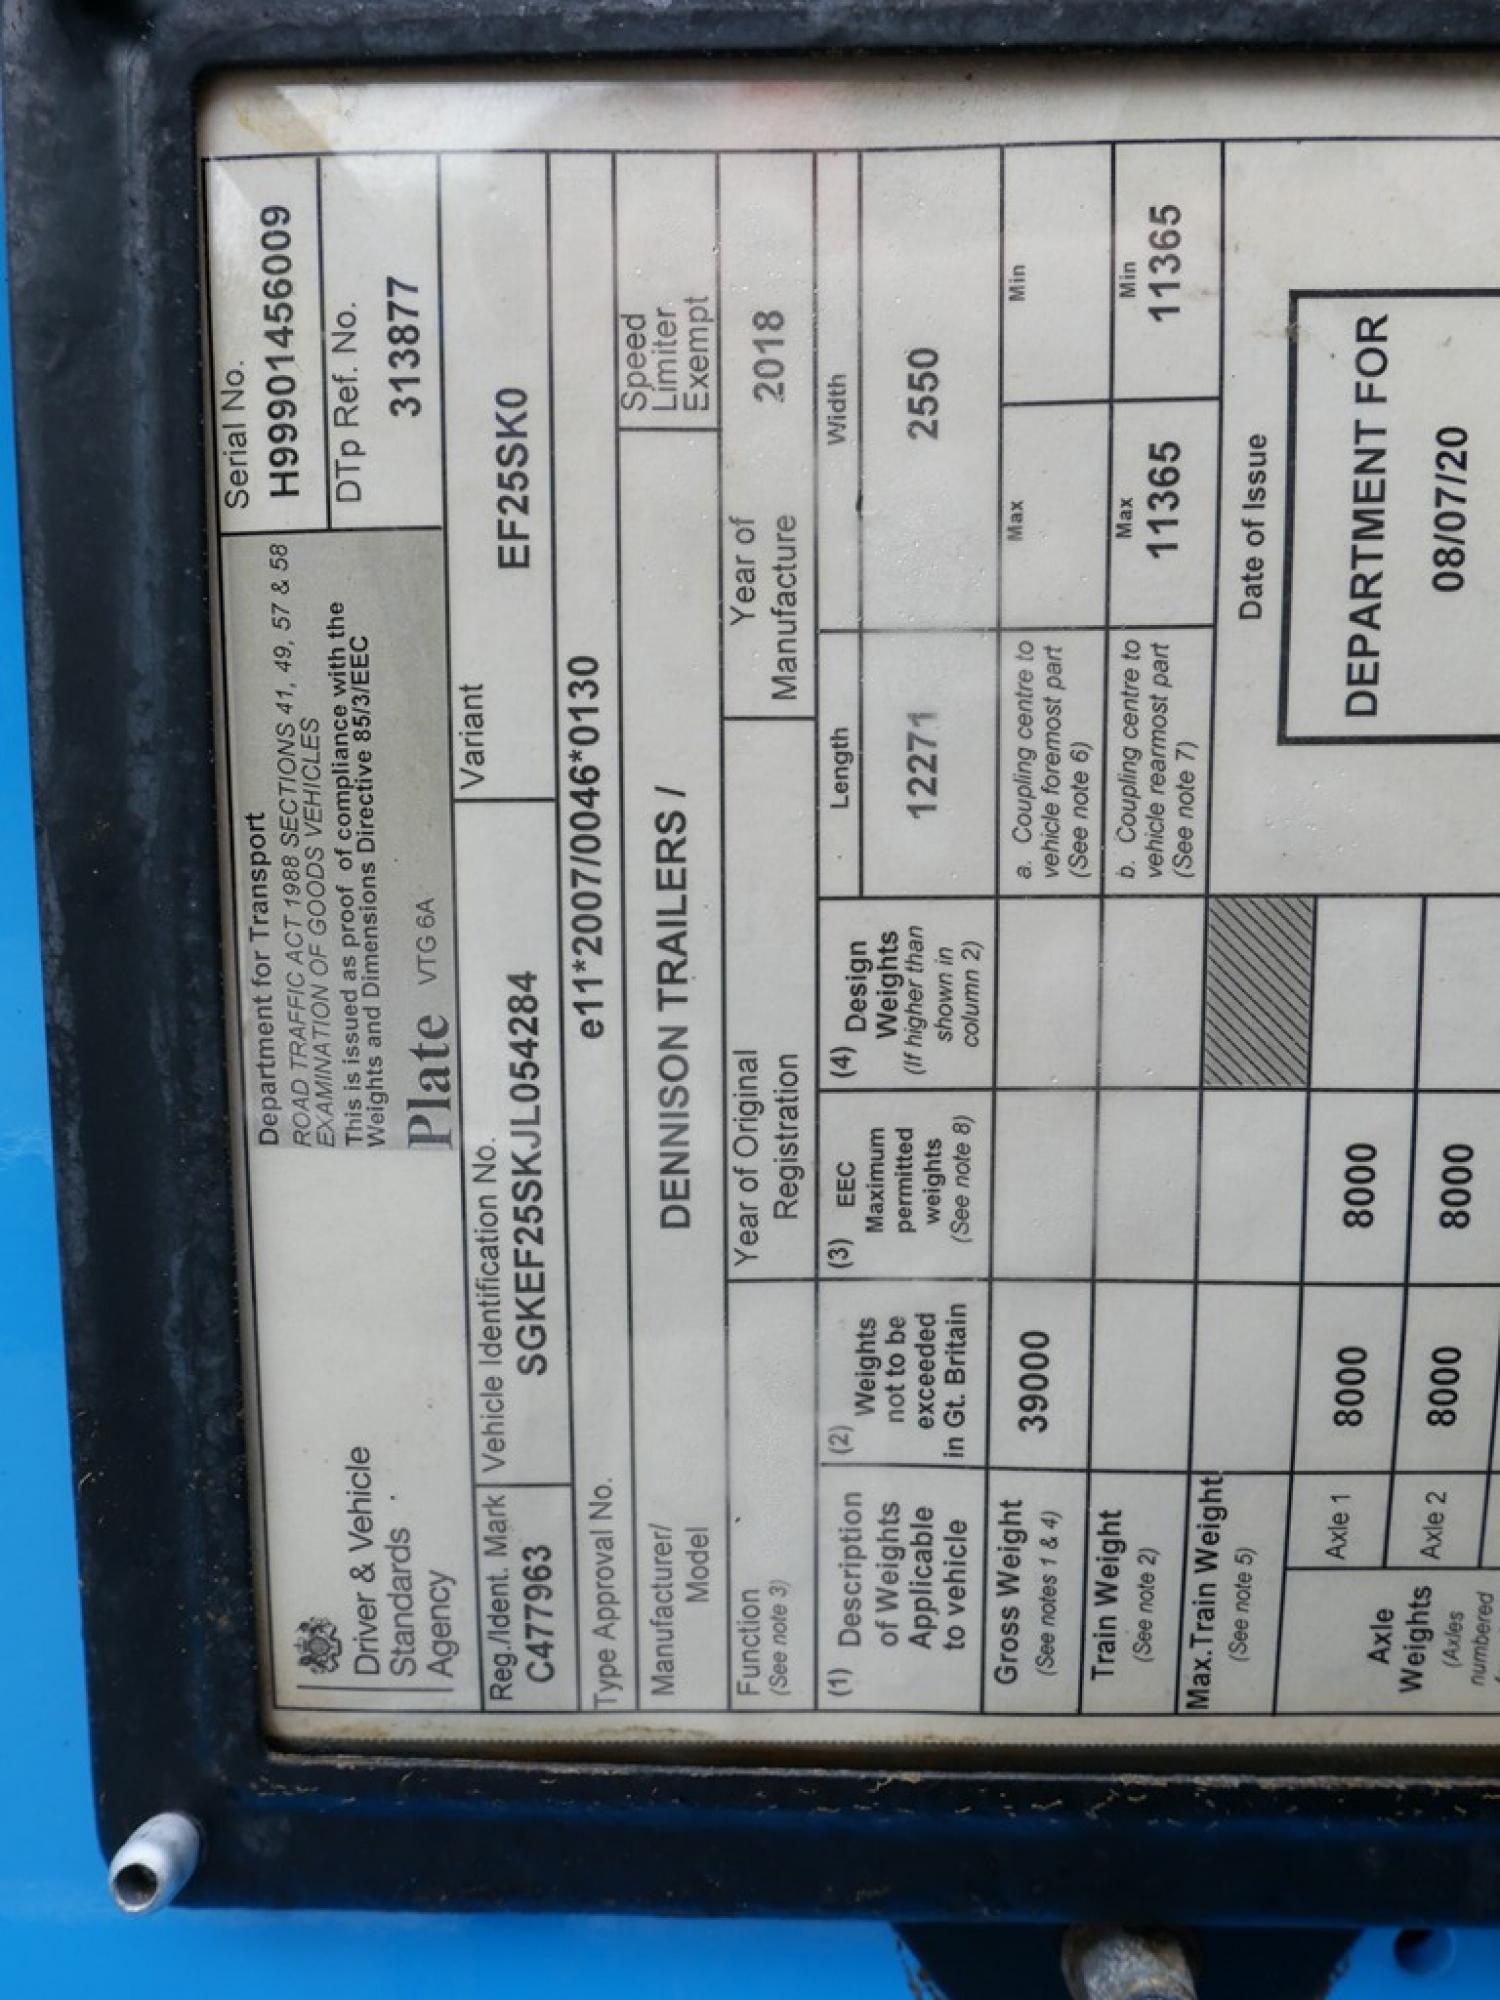 Driver & Vehicle
Standards
Agency
Department for Transport
ROAD TRAFFIC ACT 1988 SECTIONS 41, 49, 57 & 58
EXAMINATION OF GOODS VEHICLES
This is issued as proof of compliance with the
Weights and Dimensions Directive 85/3/EEC
Plate VTG 6A
Serial No.
H99901456009
DTp Ref. No.
313877
Reg./Ident. Mark
C477963
Vehicle Identification No.
SGKEF25SKJL054284
Variant
EF25SK0
Type Approval No.
e11*2007/0046*0130
Manufacturer/
Model
DENNISON TRAILERS /
Speed
Limiter
Exempt
Function
(See note 3)
Year of Original
Registration
Year of
Manufacture
2018
(1) Description
of Weights
Applicable
to vehicle
(2) Weights
not to be
exceeded
in Gt. Britain
(3) EEC
Maximum
permitted
weights
(See note 8)
(4) Design
Weights
(If higher than
shown in
column 2)
Length
12271
Width
2550
Gross Weight
(See notes 1 & 4)
39000
a. Coupling centre to
vehicle foremost part
(See note 6)
Max
Min
Train Weight
(See note 2)
b. Coupling centre to
vehicle rearmost part
(See note 7)
Max
11365
Min
11365
Max. Train Weight
(See note 5)
Date of Issue
Axle
Weights
(Axles
numbered
Axle 1
8000
8000
Axle 2
8000
8000
DEPARTMENT FOR
08/07/20